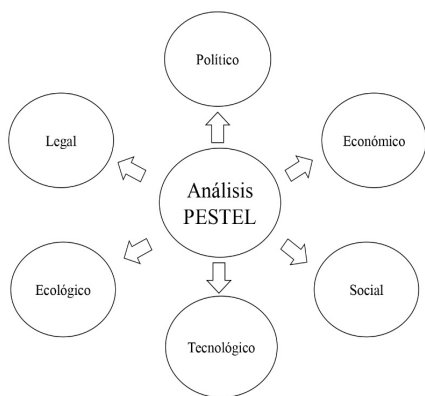 Político
Legal
Económico
Análisis
PESTEL
Ecológico
Social
Tecnológico